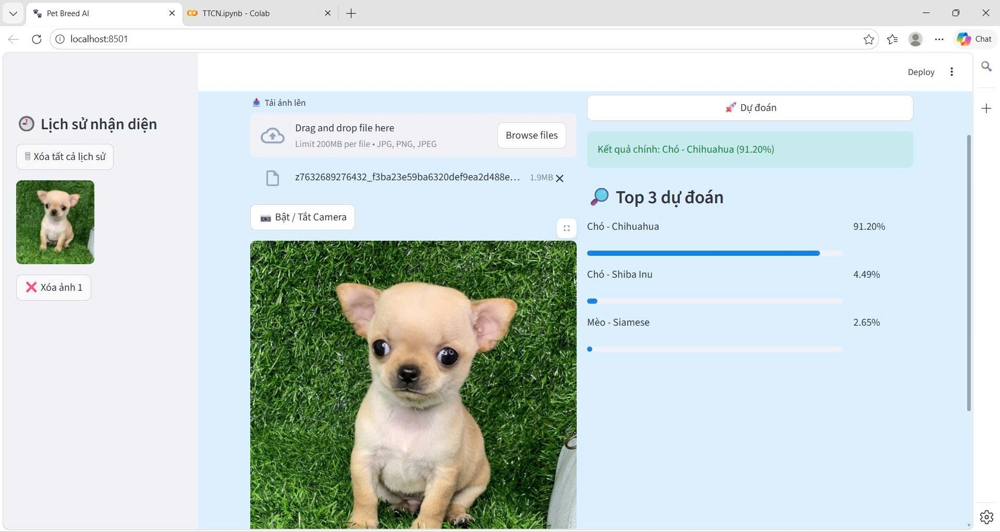 Pet Breed AI
TTCN.ipynb - Colab
localhost:8501
Chat
Deploy
Lịch sử nhận diện
Xóa tất cả lịch sử
Xóa ảnh 1
Tải ảnh lên
Drag and drop file here
Limit 200MB per file • JPG, PNG, JPEG
Browse files
z7632689276432_f3ba23e59ba6320def9ea2d488e... 1.9MB
Bật / Tắt Camera
Dự đoán
Kết quả chính: Chó - Chihuahua (91.20%)
Top 3 dự đoán
Chó - Chihuahua 91.20%
Chó - Shiba Inu 4.49%
Mèo - Siamese 2.65%